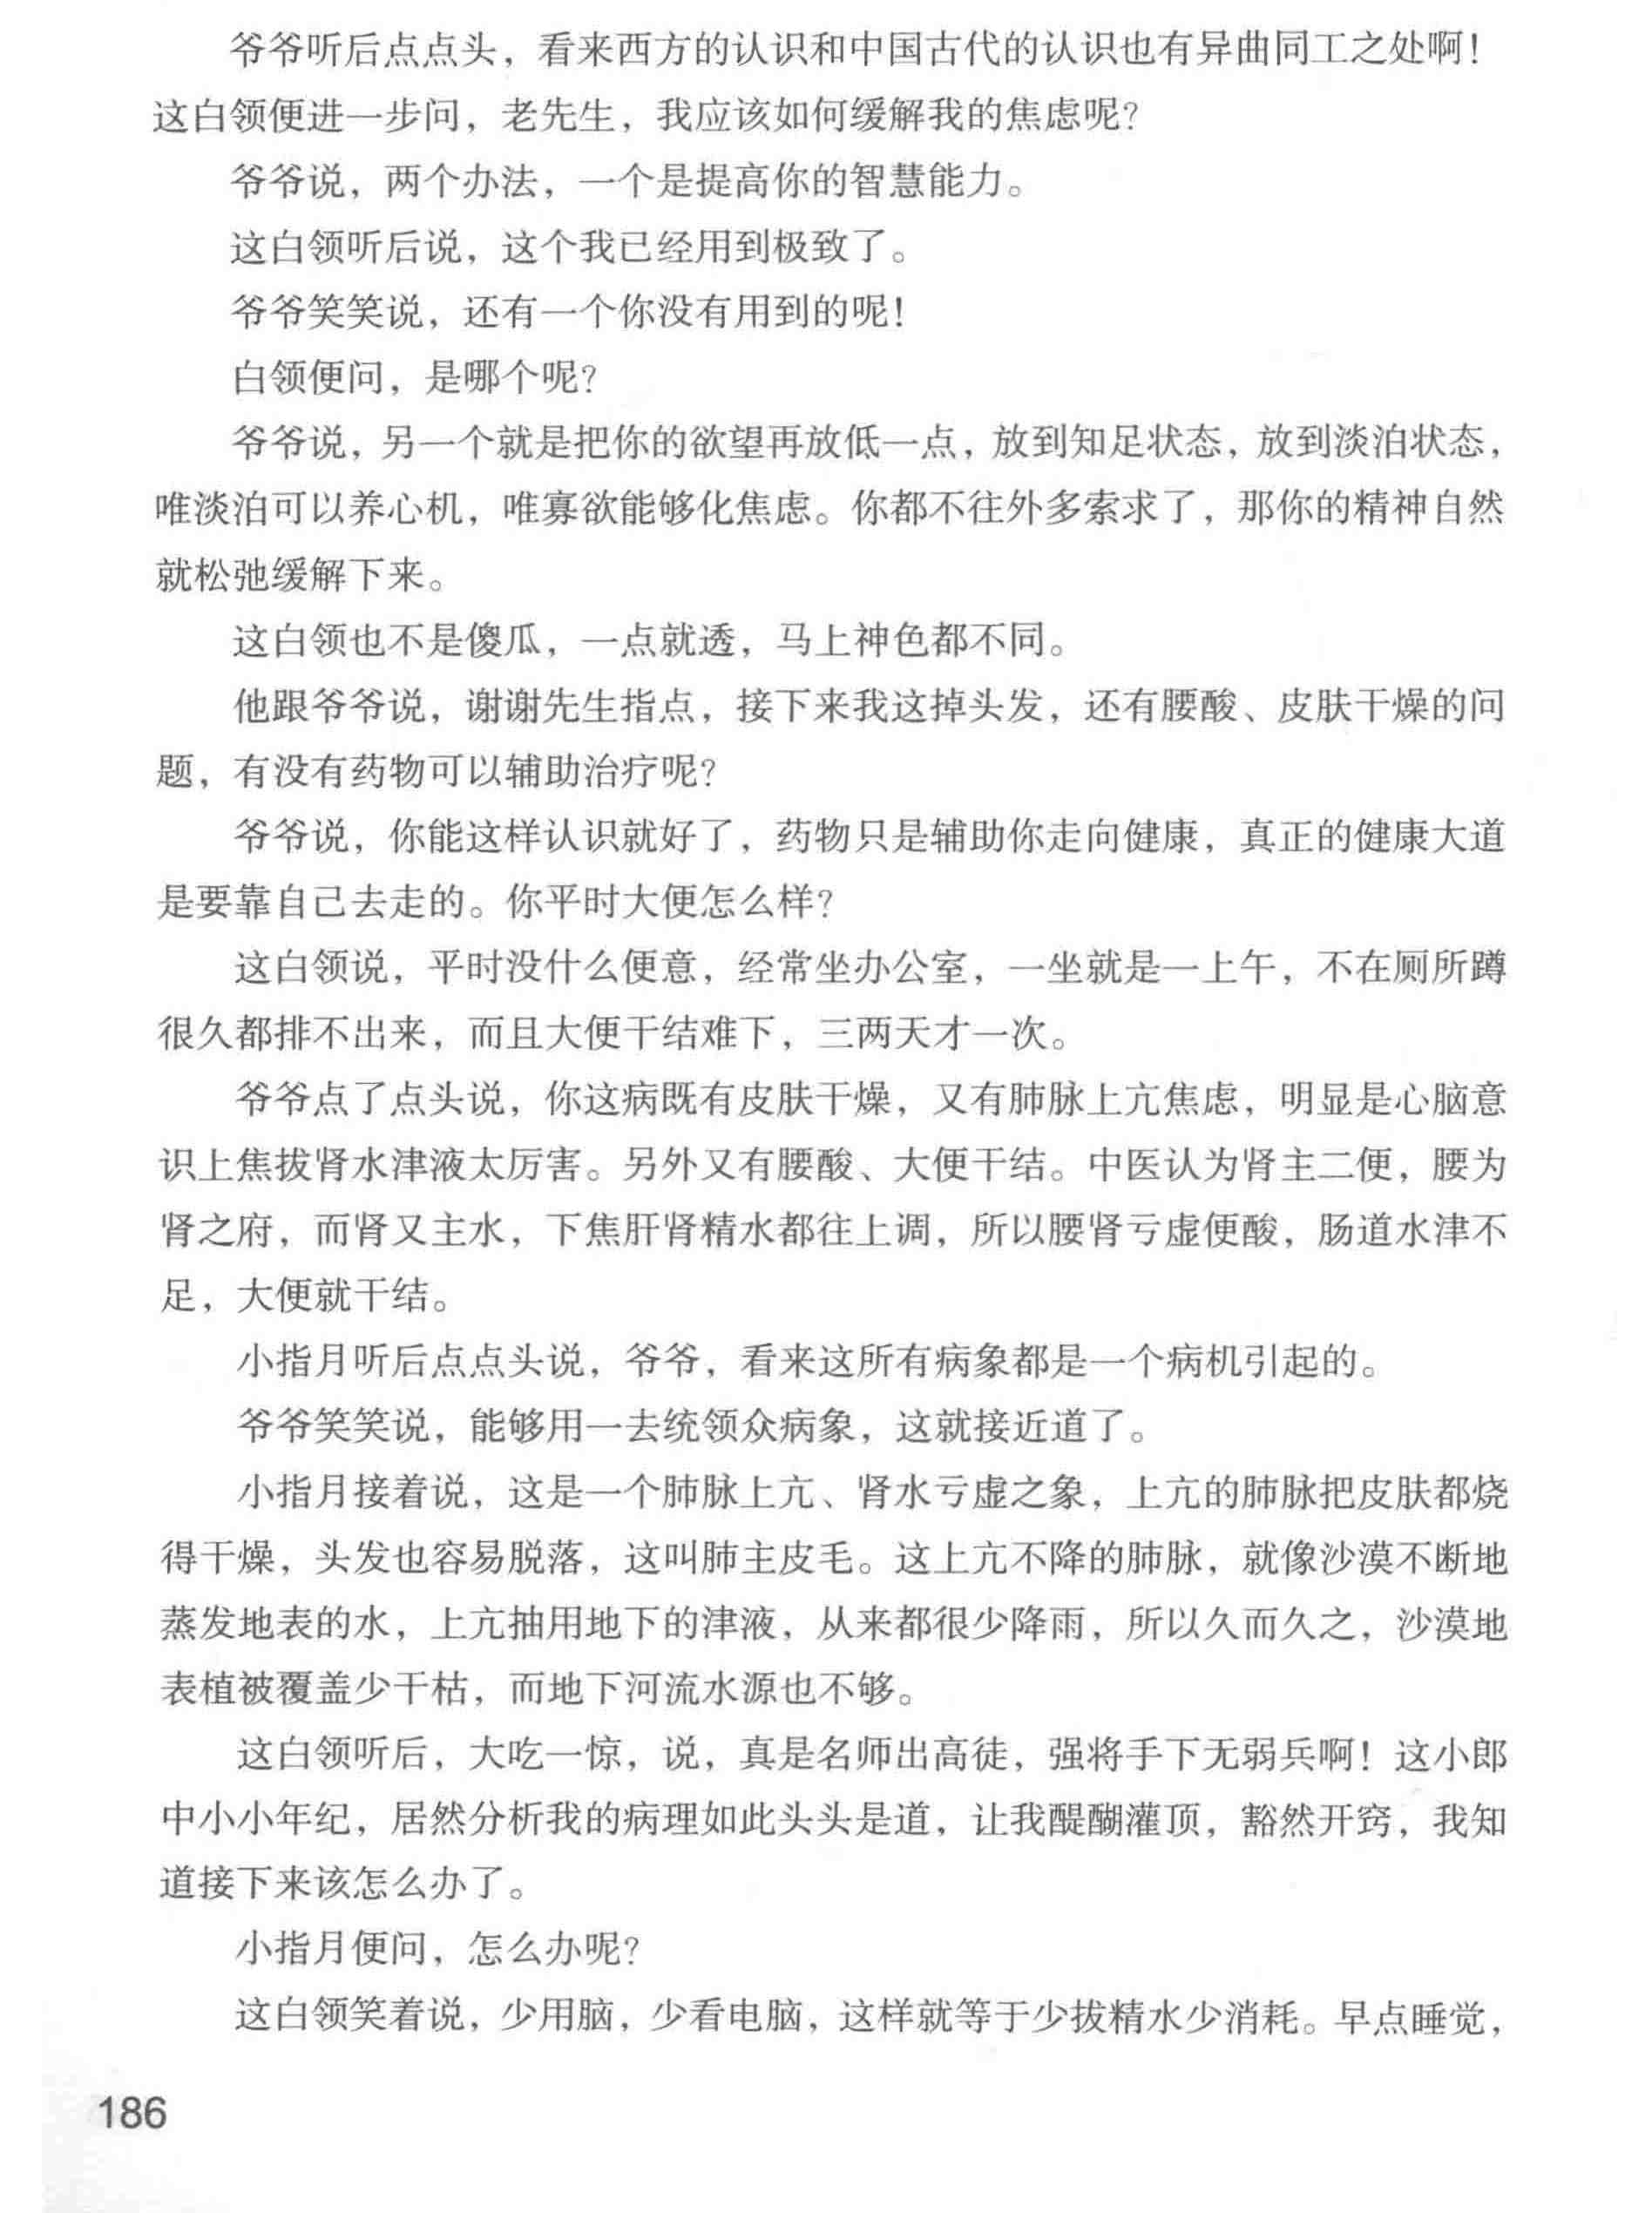 爷爷听后点点头，看来西方的认识和中国古代的认识也有异曲同工之处啊！
这白领便进一步问，老先生，我应该如何缓解我的焦虑呢？
爷爷说，两个办法，一个是提高你的智慧能力。
这白领听后说，这个我已经用到极致了。
爷爷笑笑说，还有一个你没有用到的呢！
白领便问，是哪个呢？
爷爷说，另一个就是把你的欲望再放低一点，放到知足状态，放到淡泊状态，
唯淡泊可以养心机，唯寡欲能够化焦虑。你都不往外多索求了，那你的精神自然
就松弛缓解下来。
这白领也不是傻瓜，一点就透，马上神色都不同。
他跟爷爷说，谢谢先生指点，接下来我这掉头发，还有腰酸、皮肤干燥的问
题，有没有药物可以辅助治疗呢？
爷爷说，你能这样认识就好了，药物只是辅助你走向健康，真正的健康大道
是要靠自己去走的。你平时大便怎么样？
这白领说，平时没什么便意，经常坐办公室，一坐就是一上午，不在厕所蹲
很久都排不出来，而且大便干结难下，三两天才一次。
爷爷点了点头说，你这病既有皮肤干燥，又有肺脉上亢焦虑，明显是心脑意
识上焦拔肾水津液太厉害。另外又有腰酸、大便干结。中医认为肾主二便，腰为
肾之府，而肾又主水，下焦肝肾精水都往上调，所以腰肾亏虚便酸，肠道水津不
足，大便就干结。
小指月听后点点头说，爷爷，看来这所有病象都是一个病机引起的。
爷爷笑笑说，能够用一去统领众病象，这就接近道了。
小指月接着说，这是一个肺脉上亢、肾水亏虚之象，上亢的肺脉把皮肤都烧
得干燥，头发也容易脱落，这叫肺主皮毛。这上亢不降的肺脉，就像沙漠不断地
蒸发地表的水，上亢抽用地下的津液，从来都很少降雨，所以久而久之，沙漠地
表植被覆盖少干枯，而地下河流水源也不够。
这白领听后，大吃一惊，说，真是名师出高徒，强将手下无弱兵啊！这小郎
中小小年纪，居然分析我的病理如此头头是道，让我醍醐灌顶，豁然开窍，我知
道接下来该怎么办了。
小指月便问，怎么办呢？
这白领笑着说，少用脑，少看电脑，这样就等于少拔精水少消耗。早点睡觉，
186